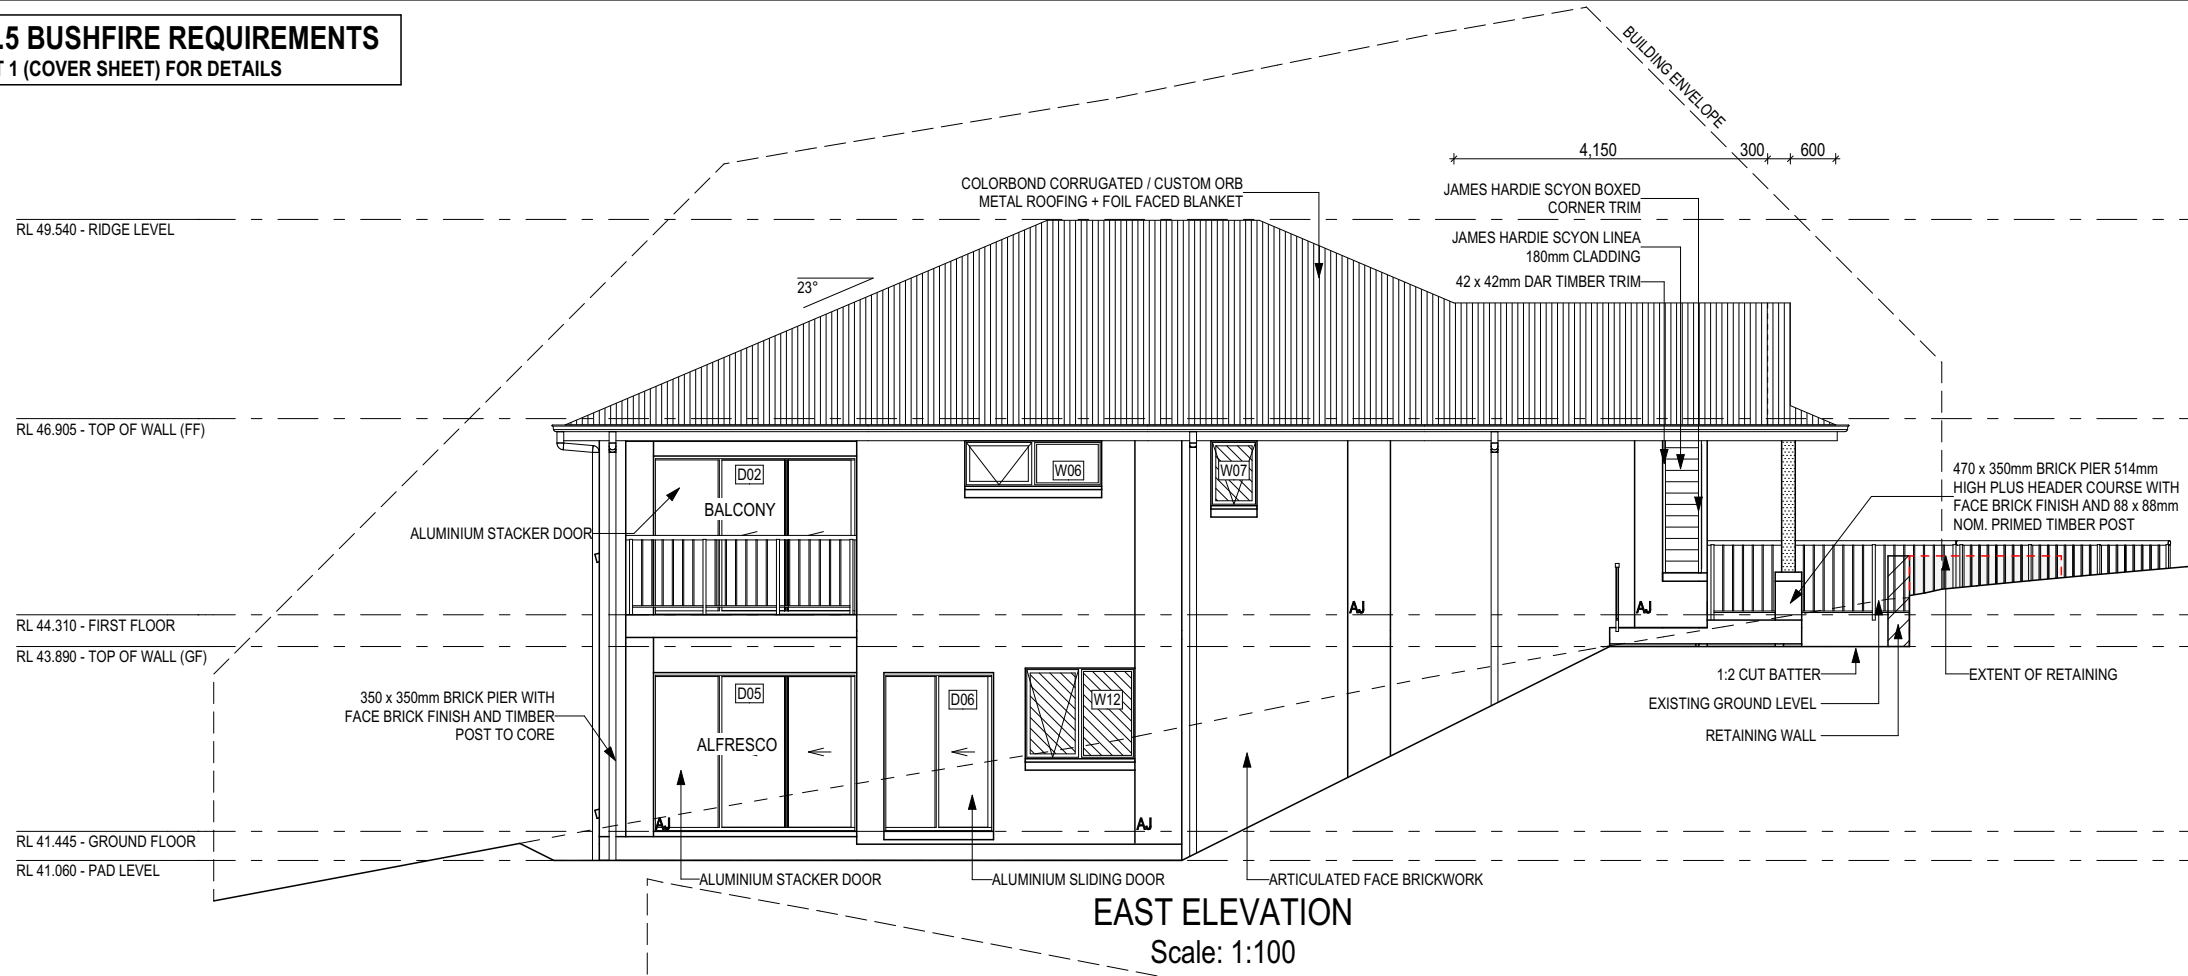 .5 BUSHFIRE REQUIREMENTS
T 1 (COVER SHEET) FOR DETAILS
BUILDING ENVELOPE
4,150
300
600
COLORBOND CORRUGATED / CUSTOM ORB
METAL ROOFING + FOIL FACED BLANKET
JAMES HARDIE SCYON BOXED
CORNER TRIM
JAMES HARDIE SCYON LINEA
180mm CLADDING
42 x 42mm DAR TIMBER TRIM
RL 49.540 - RIDGE LEVEL
23°
RL 46.905 - TOP OF WALL (FF)
D02
BALCONY
W06
W07
ALUMINIUM STACKER DOOR
470 x 350mm BRICK PIER 514mm
HIGH PLUS HEADER COURSE WITH
FACE BRICK FINISH AND 88 x 88mm
NOM. PRIMED TIMBER POST
AJ
AJ
RL 44.310 - FIRST FLOOR
RL 43.890 - TOP OF WALL (GF)
350 x 350mm BRICK PIER WITH
FACE BRICK FINISH AND TIMBER
POST TO CORE
D05
ALFRESCO
D06
W12
1:2 CUT BATTER
EXISTING GROUND LEVEL
RETAINING WALL
EXTENT OF RETAINING
AJ
AJ
RL 41.445 - GROUND FLOOR
RL 41.060 - PAD LEVEL
ALUMINIUM STACKER DOOR
ALUMINIUM SLIDING DOOR
ARTICULATED FACE BRICKWORK
EAST ELEVATION
Scale: 1:100